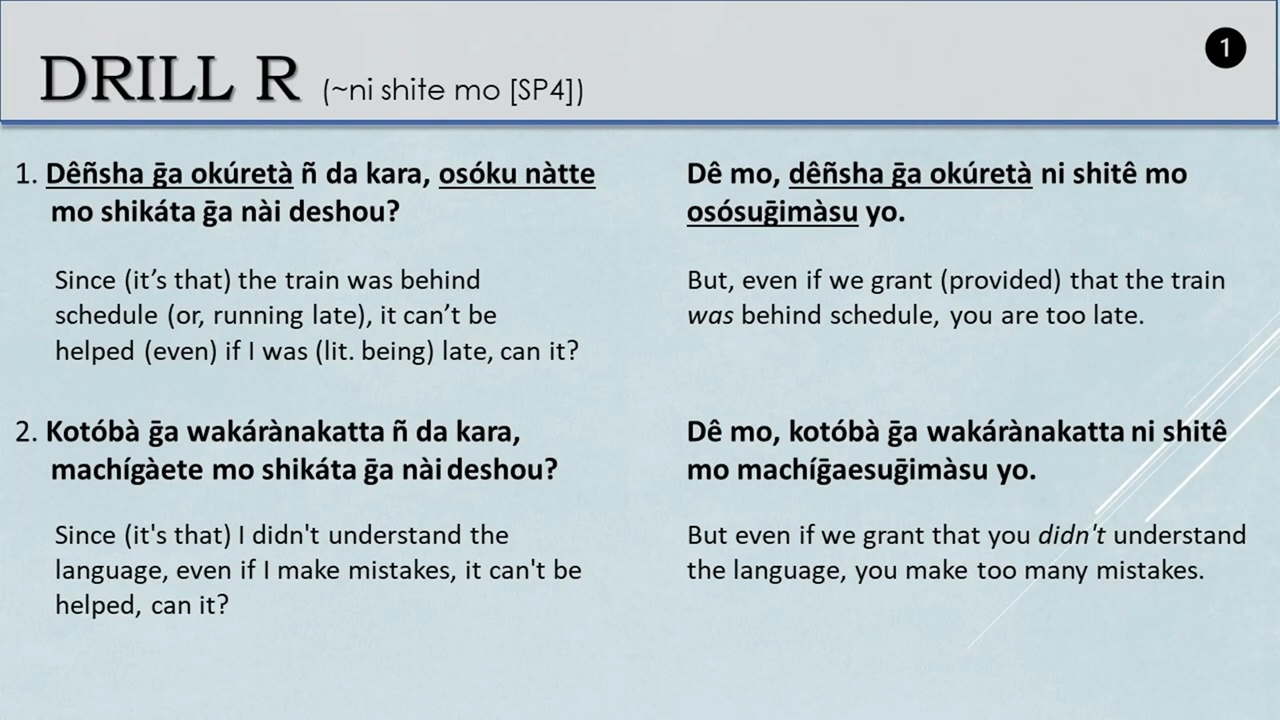 DRILL R (~ni shite mo [SP4])
1
1. Dêñsha ḡa okúretà ñ da kara, osóku nàtte
mo shikáta ḡa nài deshou?
Since (it’s that) the train was behind
schedule (or, running late), it can’t be
helped (even) if I was (lit. being) late, can it?
Dê mo, dêñsha ḡa okúretà ni shitê mo
osósuḡimàsu yo.
But, even if we grant (provided) that the train
was behind schedule, you are too late.
2. Kotóbà ḡa wakárànakatta ñ da kara,
machígàete mo shikáta ḡa nài deshou?
Since (it's that) I didn't understand the
language, even if I make mistakes, it can't be
helped, can it?
Dê mo, kotóbà ḡa wakárànakatta ni shitê
mo machíḡaesuḡimàsu yo.
But even if we grant that you didn't understand
the language, you make too many mistakes.